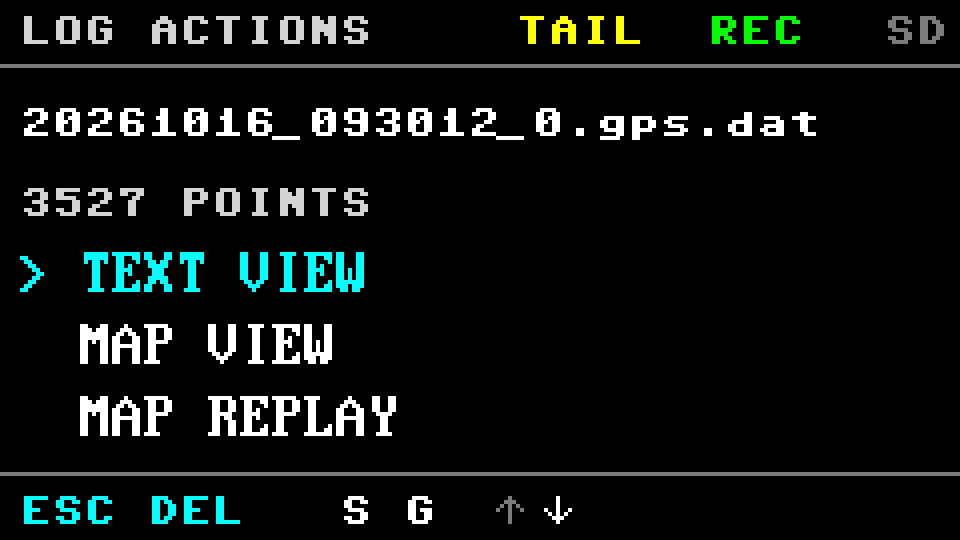 LOG ACTIONS TAIL REC SD
20261016_093012_0.gps.dat
3527 POINTS
> TEXT VIEW
MAP VIEW
MAP REPLAY
ESC DEL S G ↑ ↓